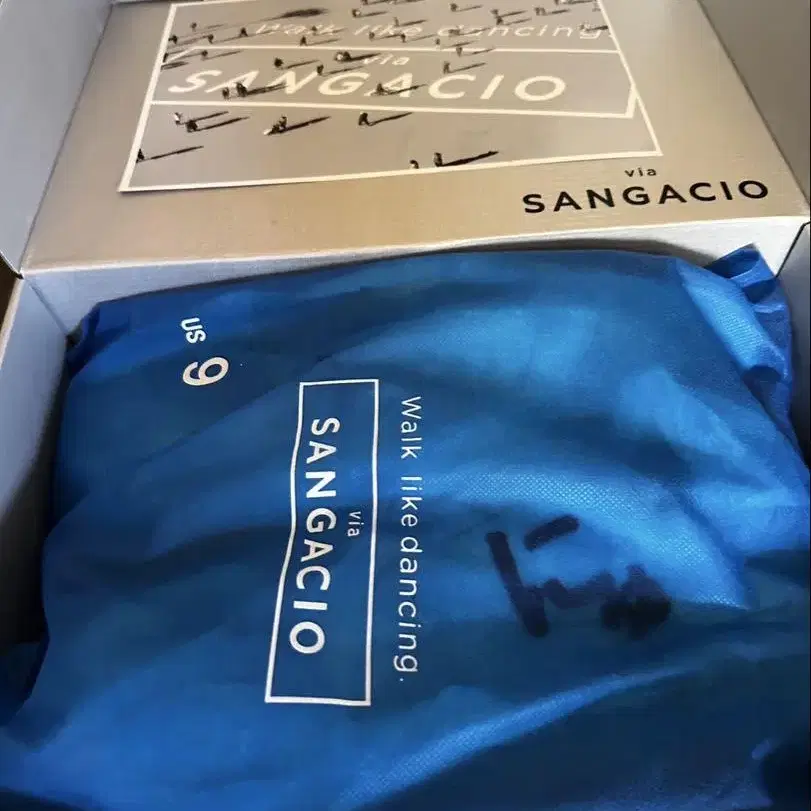 Walk like dancing
via
SANGACIO
via
SANGACIO
US 9
Walk like dancing.
via
SANGACIO